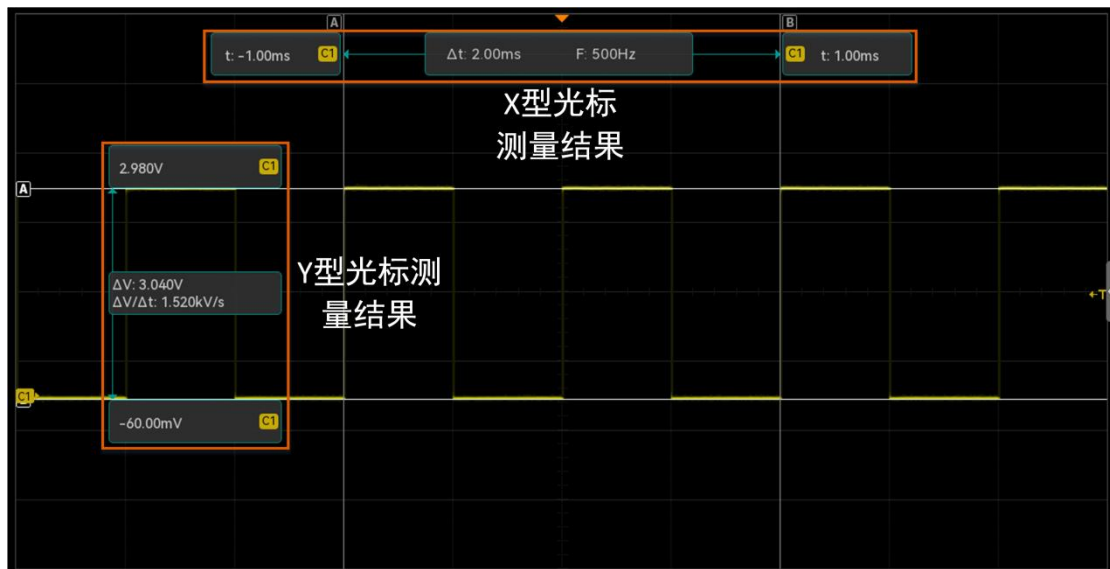 A
B
t: -1.00ms C1
Δt: 2.00ms F: 500Hz
C1 t: 1.00ms
X型光标
测量结果
2.980V C1
A
Y型光标测
量结果
ΔV: 3.040V
ΔV/Δt: 1.520kV/s
T
C1
-60.00mV C1